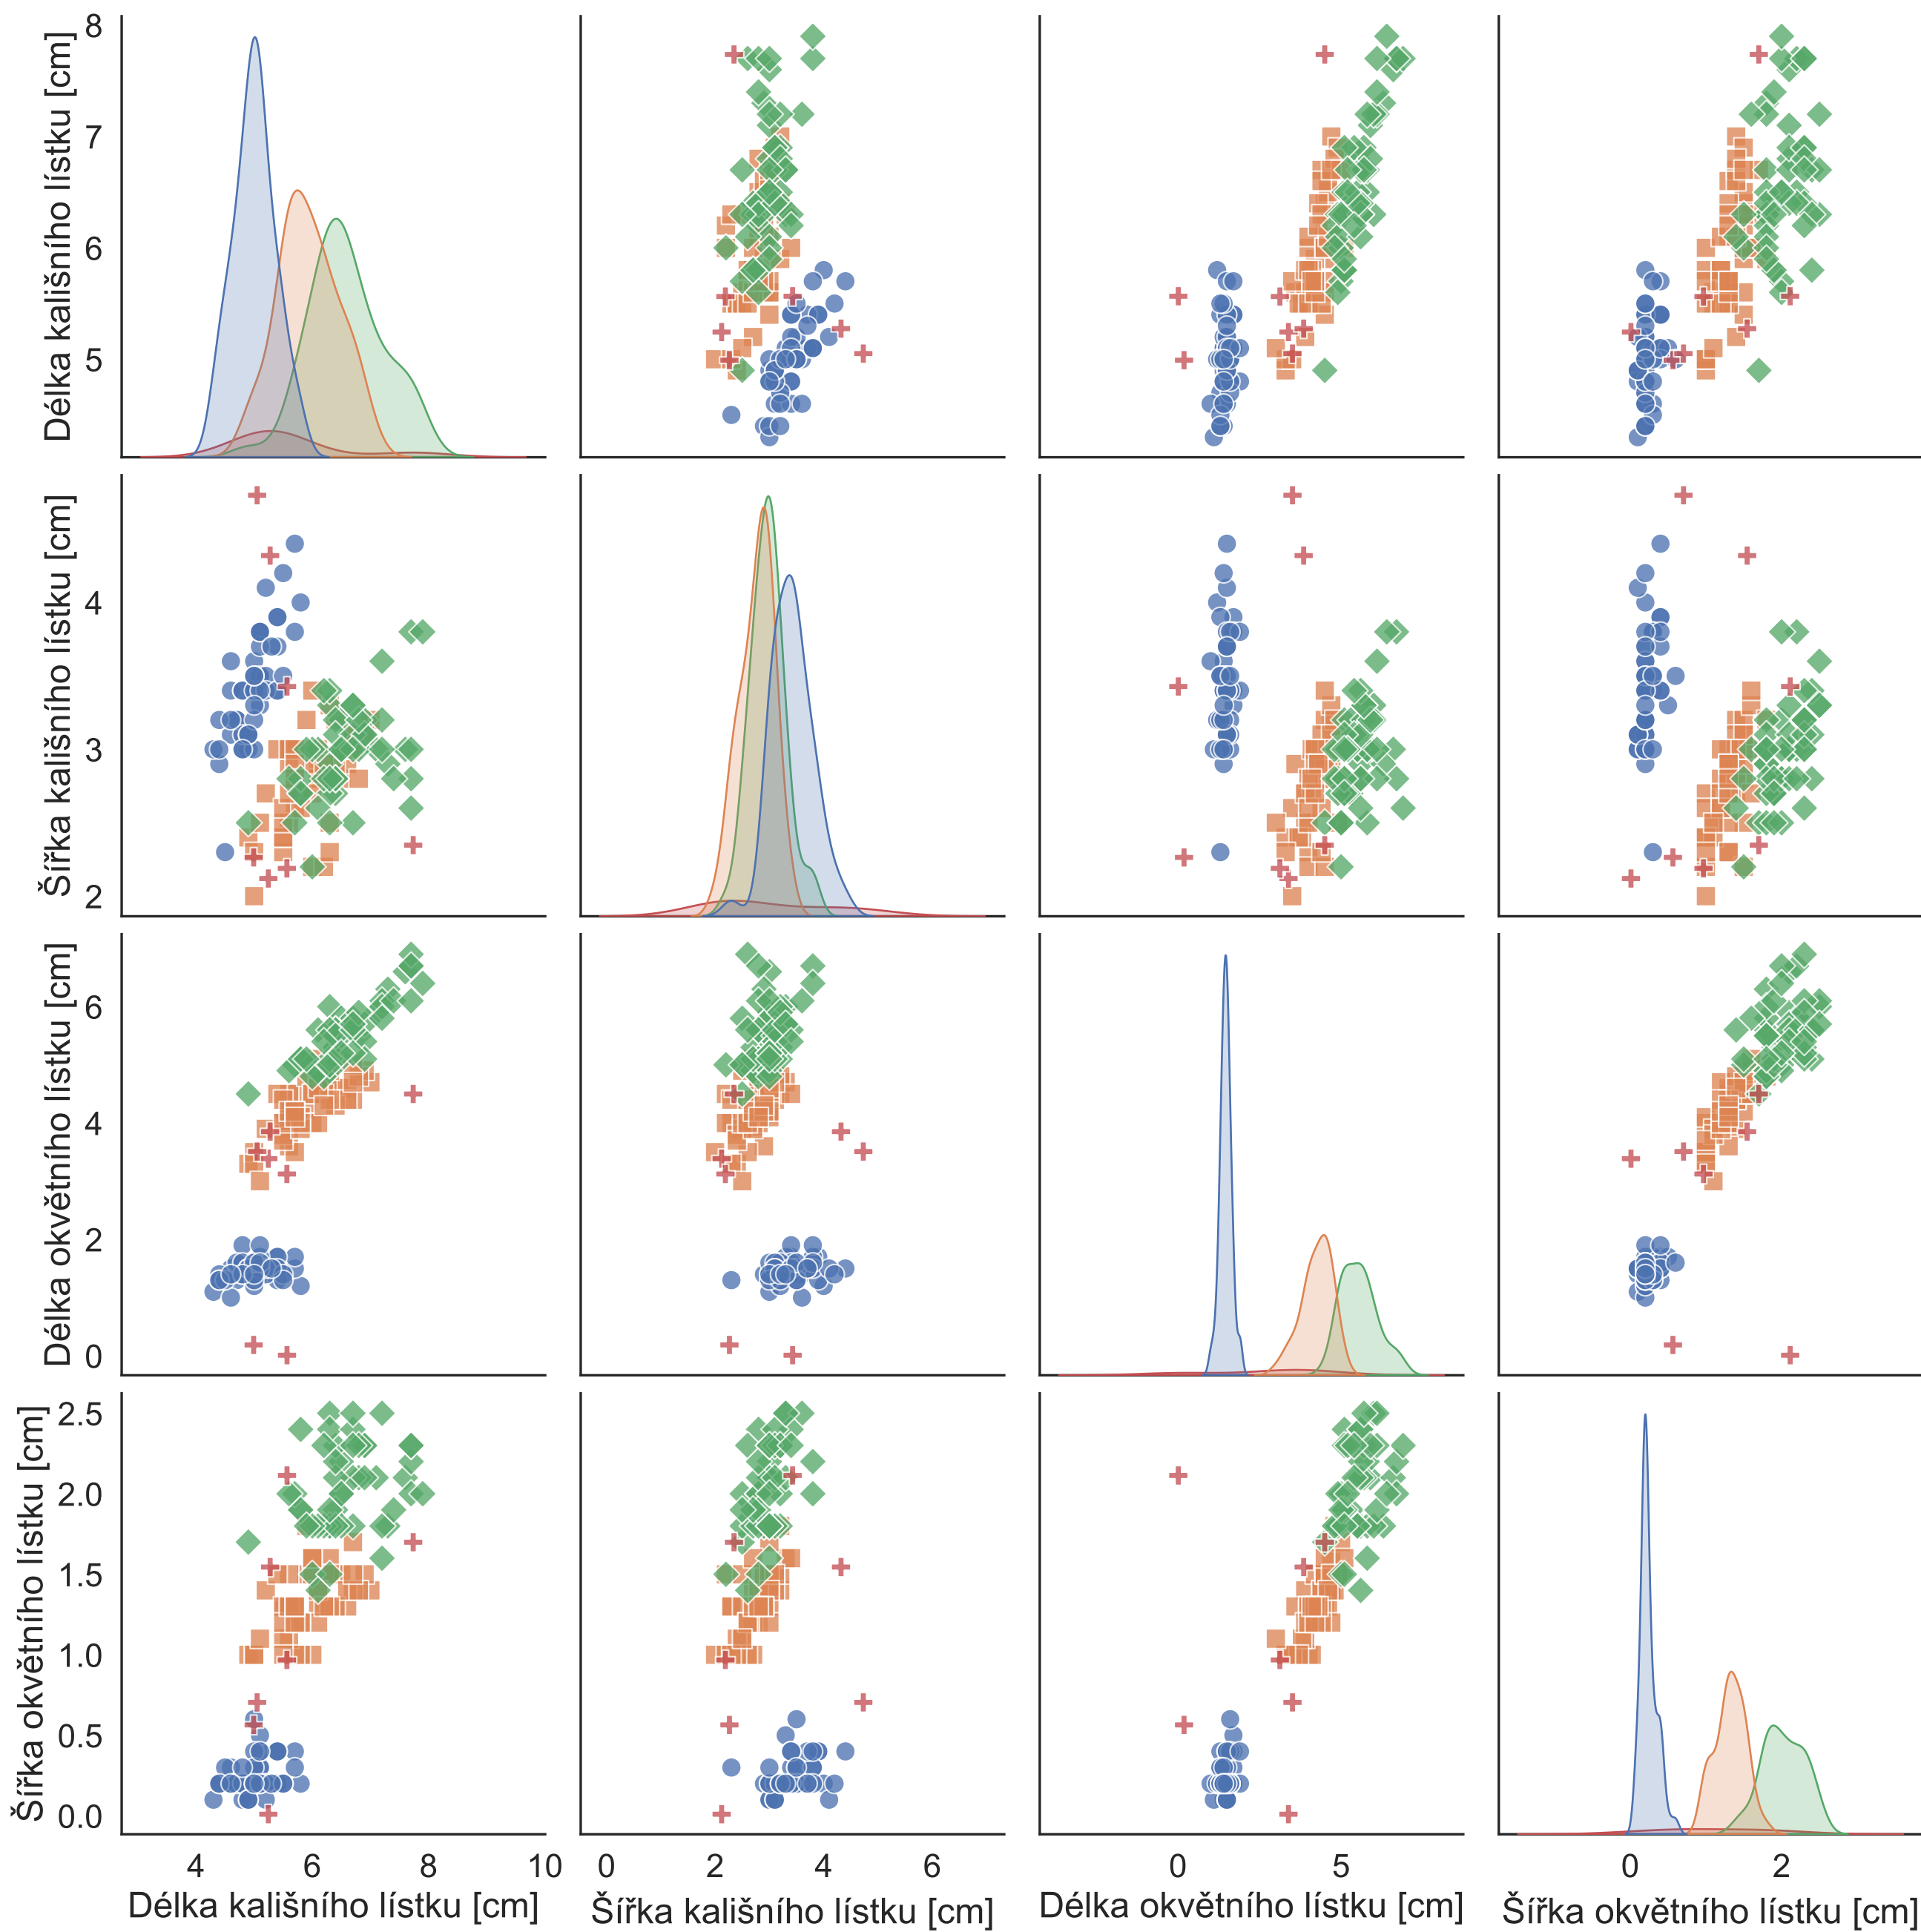 8
7
6
5
Délka kališního lístku [cm]
4
3
2
Šířka kališního lístku [cm]
6
4
2
0
Délka okvětního lístku [cm]
2.5
2.0
1.5
1.0
0.5
0.0
Šířka okvětního lístku [cm]
4 6 8 10
0 2 4 6
0 5
0 2
Délka kališního lístku [cm]
Šířka kališního lístku [cm]
Délka okvětního lístku [cm]
Šířka okvětního lístku [cm]